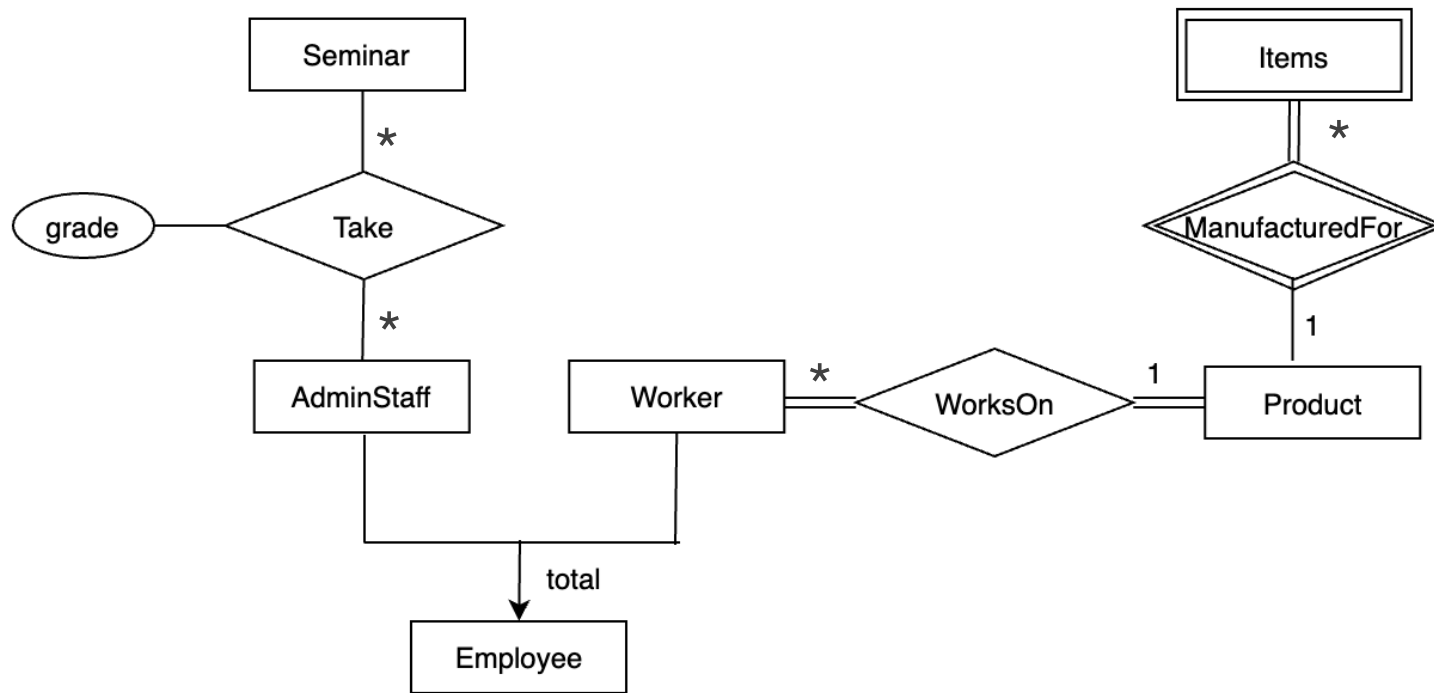 Seminar
Items
*
*
grade
Take
ManufacturedFor
*
1
AdminStaff
Worker
*
WorksOn
1
Product
total
Employee